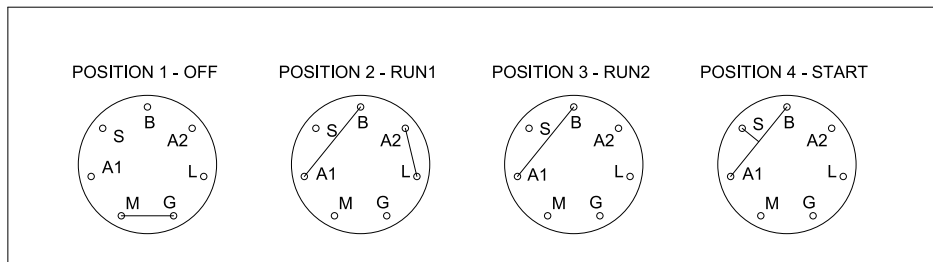 POSITION 1 - OFF
POSITION 2 - RUN1
POSITION 3 - RUN2
POSITION 4 - START
B
S
A2
A1
L
M
G
B
S
A2
A1
L
M
G
B
S
A2
A1
L
M
G
B
S
A2
A1
L
M
G